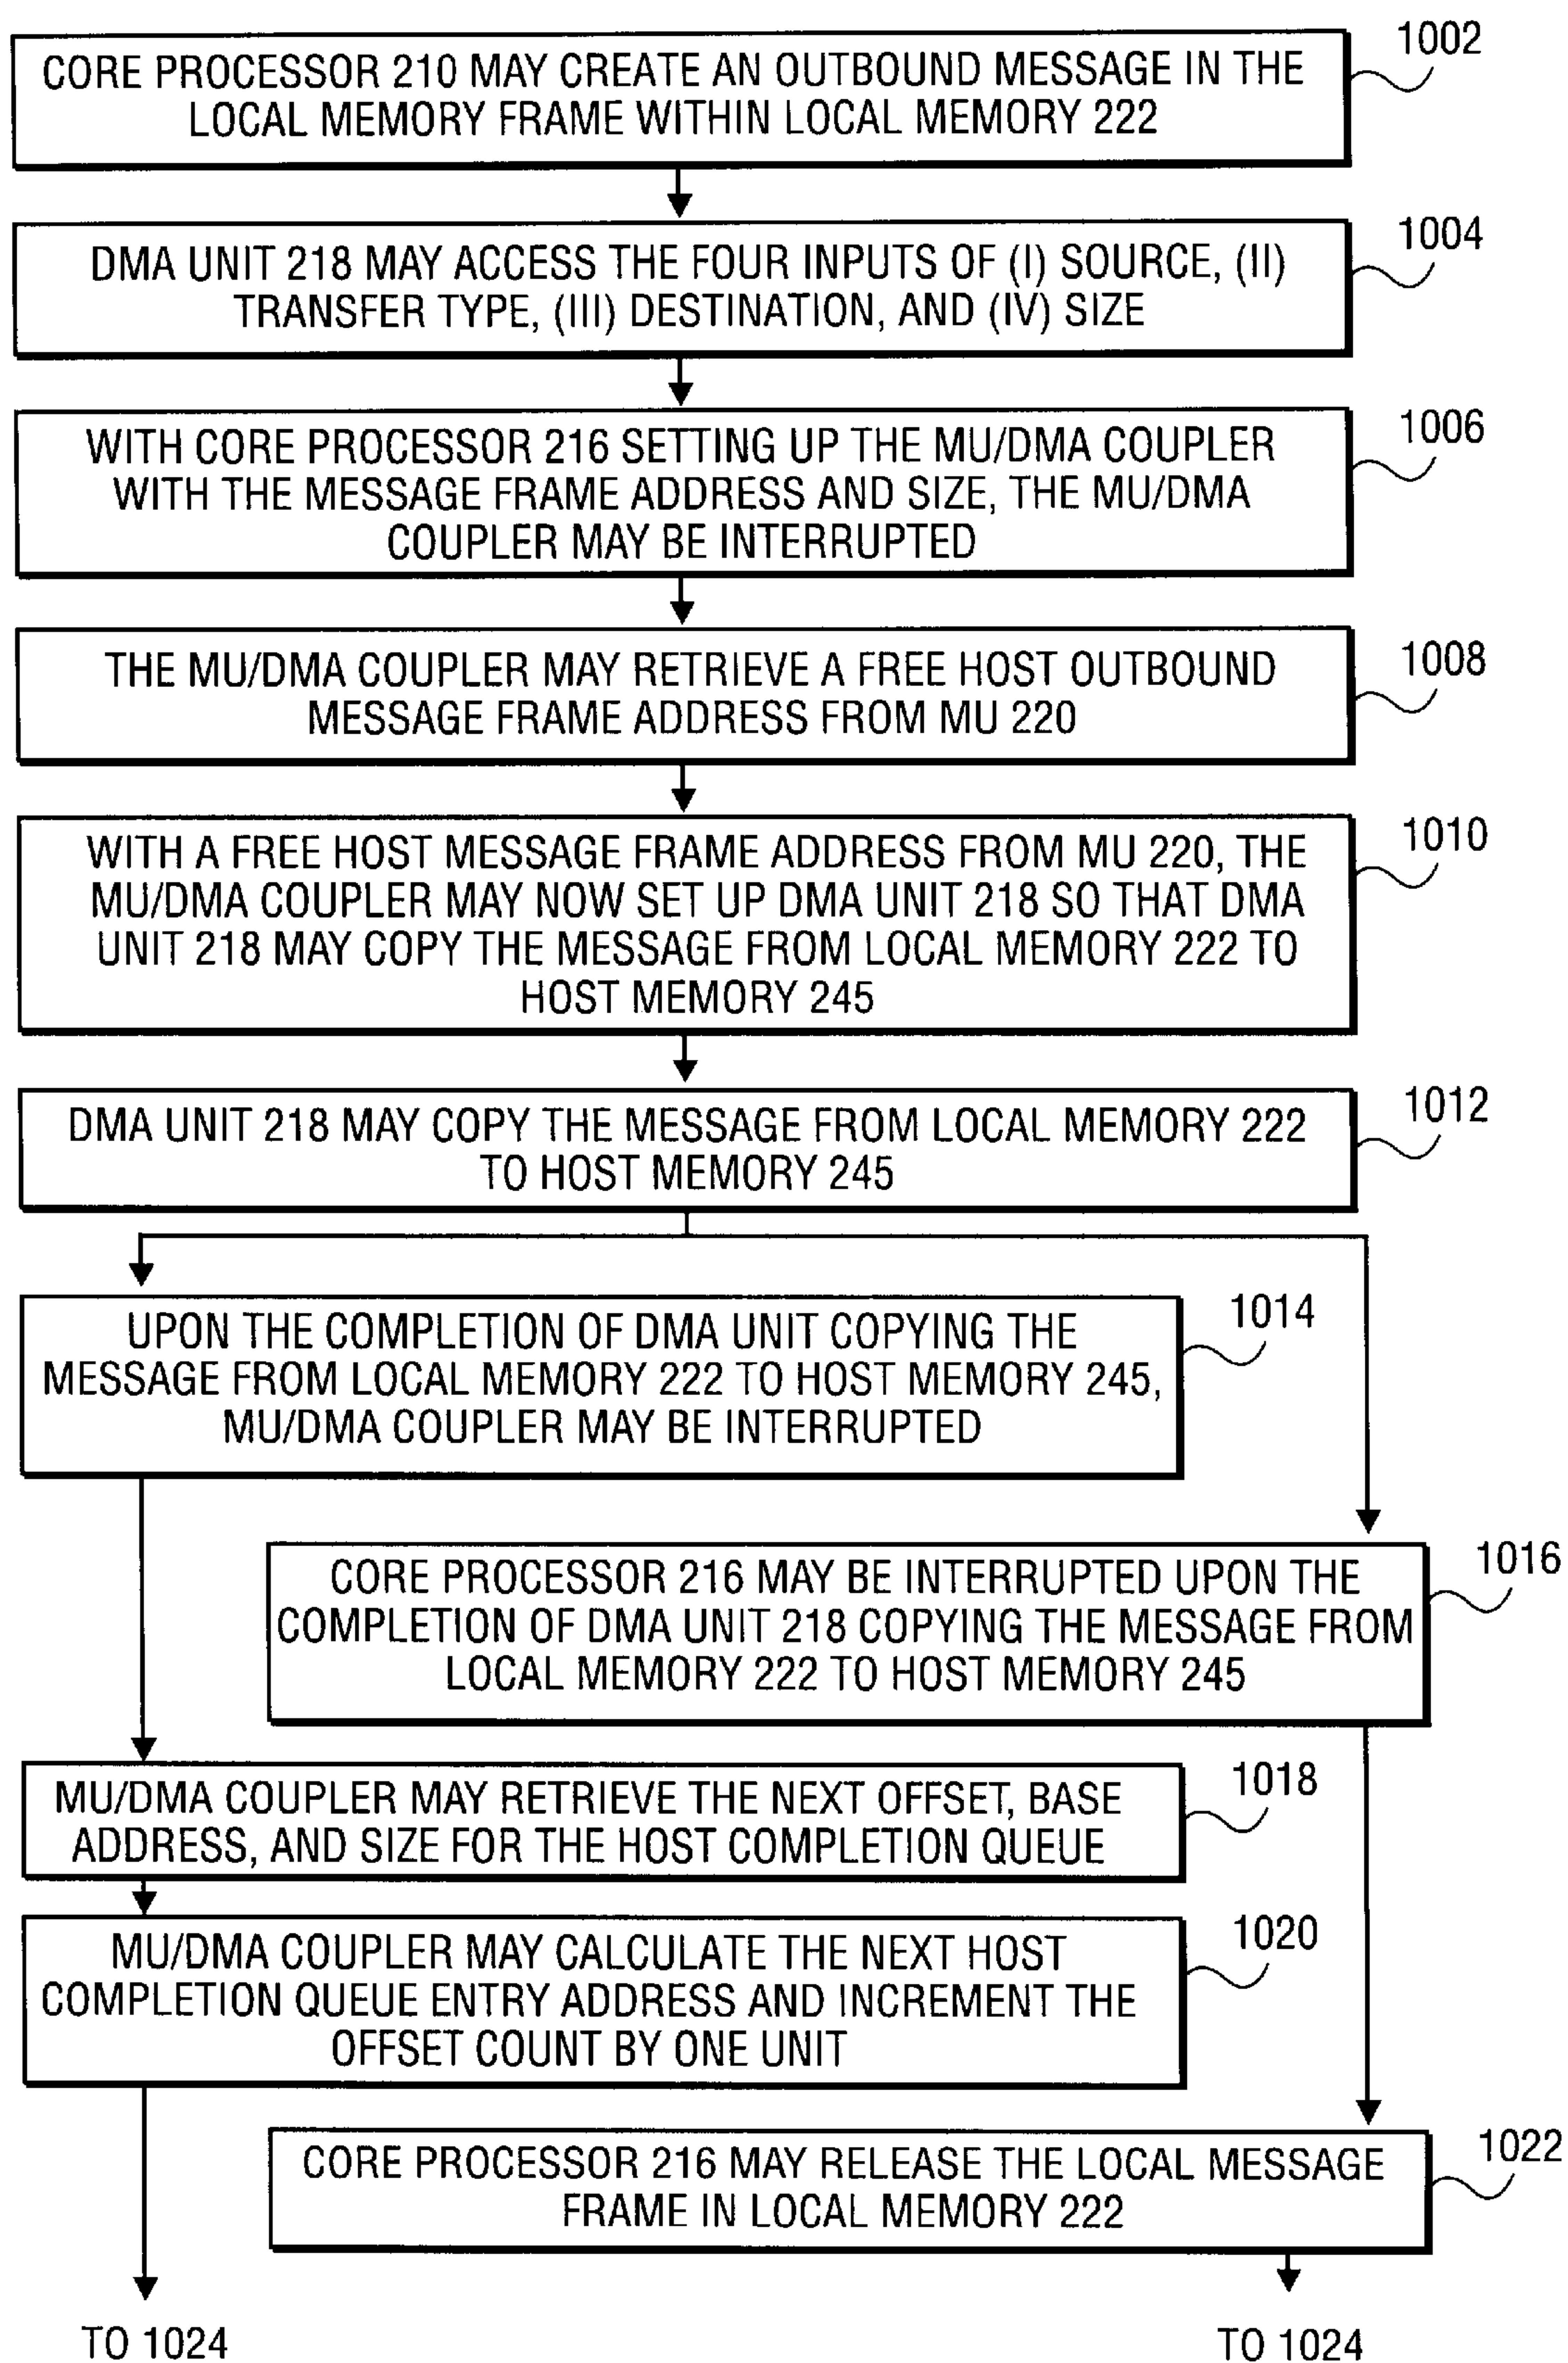 1002
CORE PROCESSOR 210 MAY CREATE AN OUTBOUND MESSAGE IN THE
LOCAL MEMORY FRAME WITHIN LOCAL MEMORY 222
1004
DMA UNIT 218 MAY ACCESS THE FOUR INPUTS OF (I) SOURCE, (II)
TRANSFER TYPE, (III) DESTINATION, AND (IV) SIZE
1006
WITH CORE PROCESSOR 216 SETTING UP THE MU/DMA COUPLER
WITH THE MESSAGE FRAME ADDRESS AND SIZE, THE MU/DMA
COUPLER MAY BE INTERRUPTED
1008
THE MU/DMA COUPLER MAY RETRIEVE A FREE HOST OUTBOUND
MESSAGE FRAME ADDRESS FROM MU 220
1010
WITH A FREE HOST MESSAGE FRAME ADDRESS FROM MU 220, THE
MU/DMA COUPLER MAY NOW SET UP DMA UNIT 218 SO THAT DMA
UNIT 218 MAY COPY THE MESSAGE FROM LOCAL MEMORY 222 TO
HOST MEMORY 245
1012
DMA UNIT 218 MAY COPY THE MESSAGE FROM LOCAL MEMORY 222
TO HOST MEMORY 245
1014
UPON THE COMPLETION OF DMA UNIT COPYING THE
MESSAGE FROM LOCAL MEMORY 222 TO HOST MEMORY 245,
MU/DMA COUPLER MAY BE INTERRUPTED
1016
CORE PROCESSOR 216 MAY BE INTERRUPTED UPON THE
COMPLETION OF DMA UNIT 218 COPYING THE MESSAGE FROM
LOCAL MEMORY 222 TO HOST MEMORY 245
1018
MU/DMA COUPLER MAY RETRIEVE THE NEXT OFFSET, BASE
ADDRESS, AND SIZE FOR THE HOST COMPLETION QUEUE
1020
MU/DMA COUPLER MAY CALCULATE THE NEXT HOST
COMPLETION QUEUE ENTRY ADDRESS AND INCREMENT THE
OFFSET COUNT BY ONE UNIT
1022
CORE PROCESSOR 216 MAY RELEASE THE LOCAL MESSAGE
FRAME IN LOCAL MEMORY 222
TO 1024
TO 1024